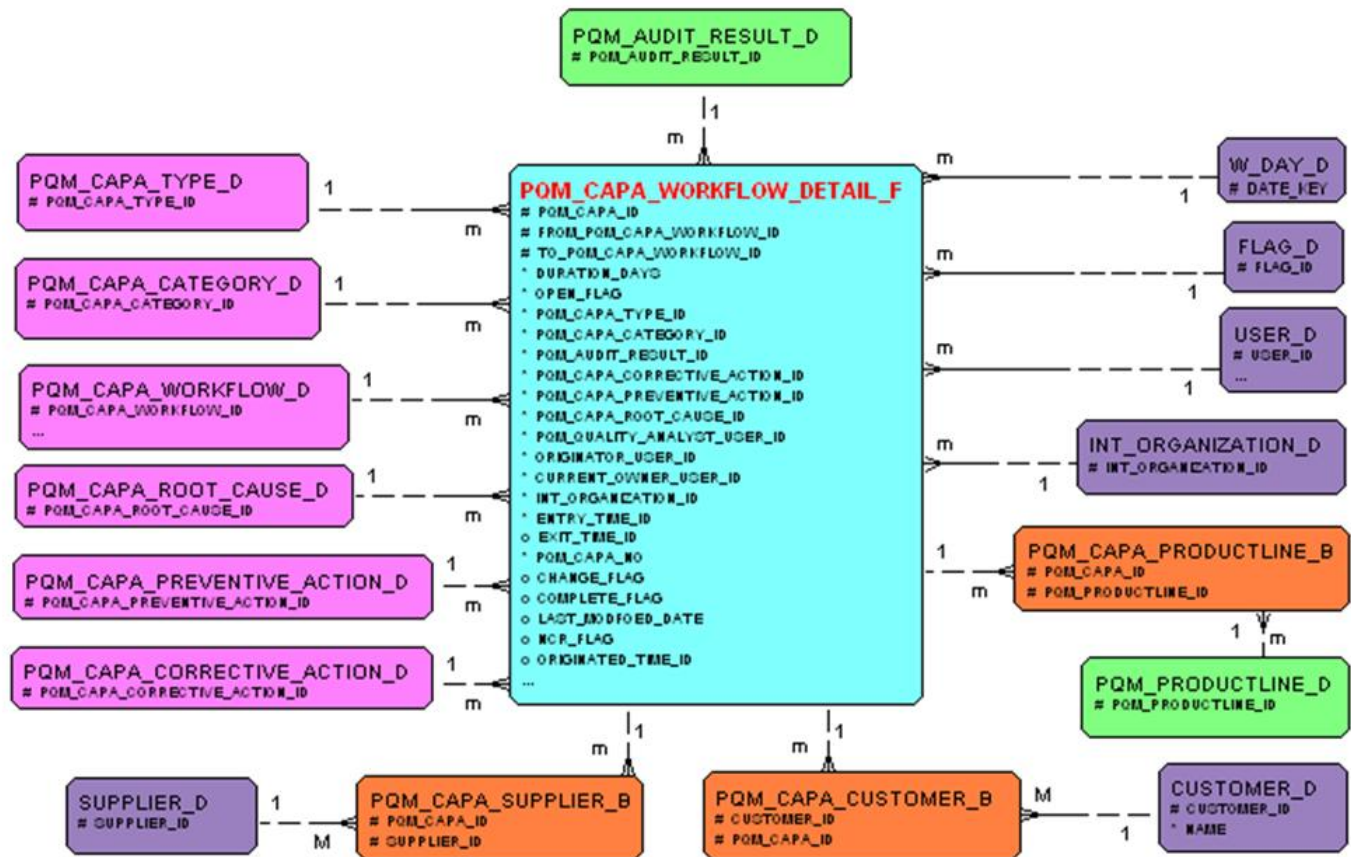 PQM_AUDIT_RESULT_D
# PQM_AUDIT_RESULT_ID
1
m
PQM_CAPA_TYPE_D
# PQM_CAPA_TYPE_ID
1
m
PQM_CAPA_CATEGORY_D
# PQM_CAPA_CATEGORY_ID
1
m
PQM_CAPA_WORKFLOW_D
# PQM_CAPA_WORKFLOW_ID
...
1
m
PQM_CAPA_ROOT_CAUSE_D
# PQM_CAPA_ROOT_CAUSE_ID
1
m
PQM_CAPA_PREVENTIVE_ACTION_D
# PQM_CAPA_PREVENTIVE_ACTION_ID
1
m
PQM_CAPA_CORRECTIVE_ACTION_D
# PQM_CAPA_CORRECTIVE_ACTION_ID
1
m
PQM_CAPA_WORKFLOW_DETAIL_F
# PQM_CAPA_ID
# FROM_PQM_CAPA_WORKFLOW_ID
# TO_PQM_CAPA_WORKFLOW_ID
* DURATION_DAYS
* OPEN_FLAG
* PQM_CAPA_TYPE_ID
* PQM_CAPA_CATEGORY_ID
* PQM_AUDIT_RESULT_ID
* PQM_CAPA_CORRECTIVE_ACTION_ID
* PQM_CAPA_PREVENTIVE_ACTION_ID
* PQM_CAPA_ROOT_CAUSE_ID
* PQM_QUALITY_ANALYST_USER_ID
* ORIGINATOR_USER_ID
* CURRENT_OWNER_USER_ID
* INT_ORGANIZATION_ID
* ENTRY_TIME_ID
o EXIT_TIME_ID
* PQM_CAPA_NO
o CHANGE_FLAG
o COMPLETE_FLAG
o LAST_MODFOED_DATE
o NCR_FLAG
o ORIGINATED_TIME_ID
...
m
1
W_DAY_D
# DATE_KEY
m
1
FLAG_D
# FLAG_ID
m
1
USER_D
# USER_ID
...
m
1
INT_ORGANIZATION_D
# INT_ORGANIZATION_ID
1
m
PQM_CAPA_PRODUCTLINE_B
# PQM_CAPA_ID
# PQM_PRODUCTLINE_ID
1
m
PQM_PRODUCTLINE_D
# PQM_PRODUCTLINE_ID
1
m
1
m
SUPPLIER_D
# SUPPLIER_ID
1
M
PQM_CAPA_SUPPLIER_B
# PQM_CAPA_ID
# SUPPLIER_ID
PQM_CAPA_CUSTOMER_B
# CUSTOMER_ID
# PQM_CAPA_ID
M
1
CUSTOMER_D
# CUSTOMER_ID
* NAME